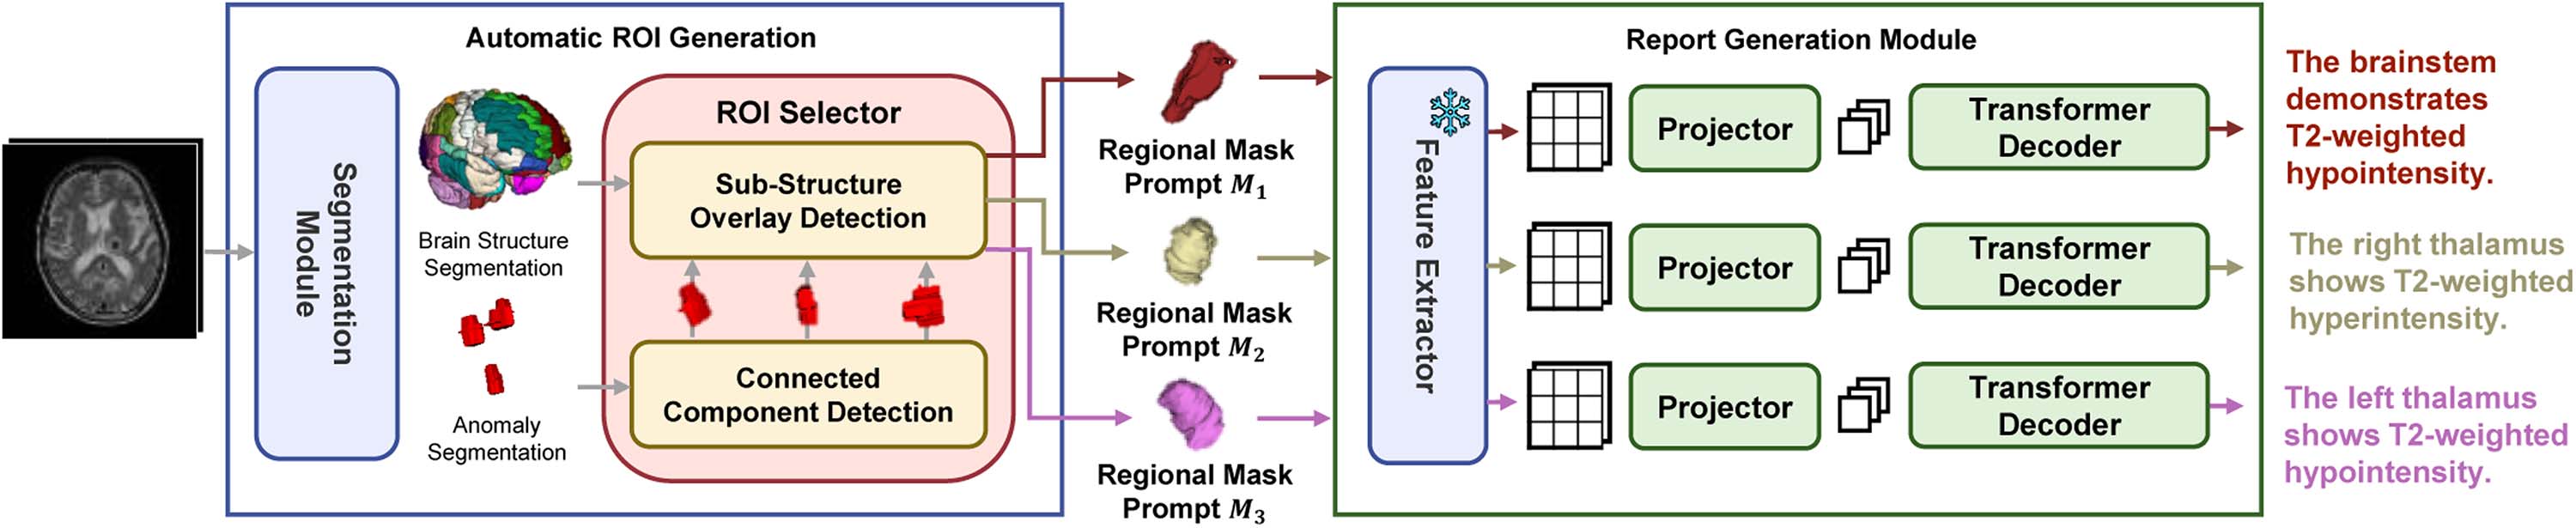 Automatic ROI Generation
Segmentation
Module
Brain Structure
Segmentation
Anomaly
Segmentation
ROI Selector
Sub-Structure
Overlay Detection
Connected
Component Detection
Regional Mask
Prompt M1
Regional Mask
Prompt M2
Regional Mask
Prompt M3
Report Generation Module
Feature Extractor
Projector
Transformer
Decoder
Projector
Transformer
Decoder
Projector
Transformer
Decoder
The brainstem
demonstrates
T2-weighted
hypointensity.
The right thalamus
shows T2-weighted
hyperintensity.
The left thalamus
shows T2-weighted
hypointensity.